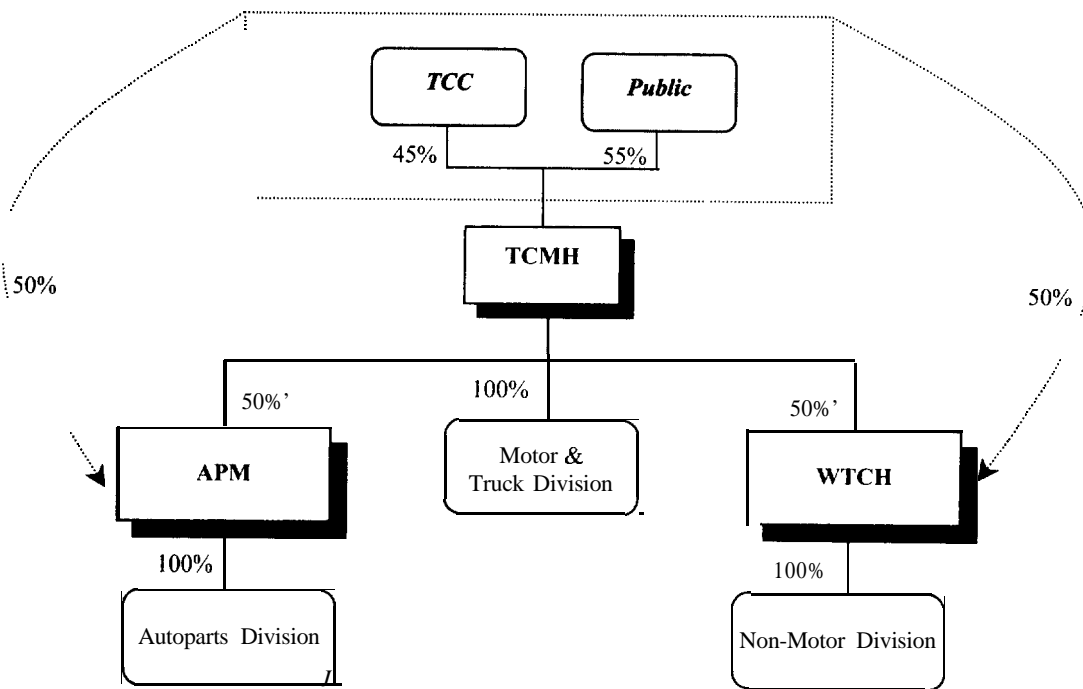 TCC
Public
45%
55%
TCMH
50%
50%
50%’
100%
50%’
APM
Motor &
Truck Division
WTCH
100%
100%
Autoparts Division
Non-Motor Division